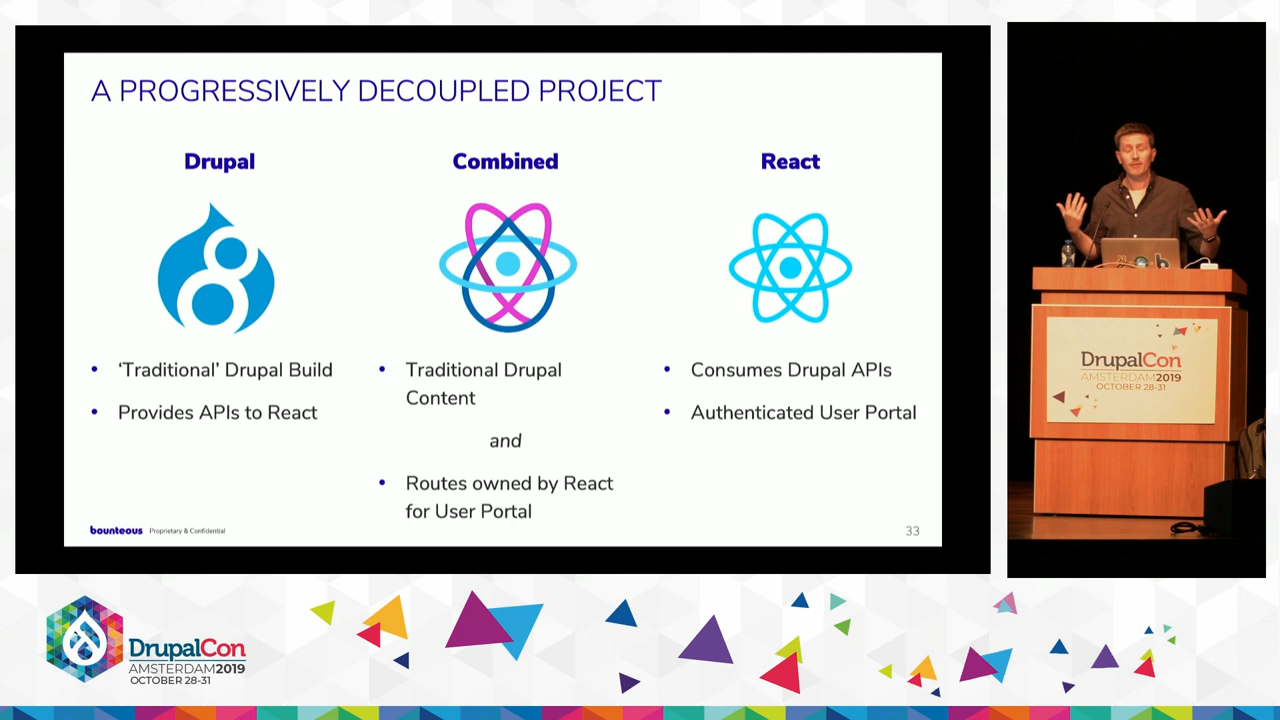 A PROGRESSIVELY DECOUPLED PROJECT
Drupal
• ‘Traditional’ Drupal Build
• Provides APIs to React
Combined
• Traditional Drupal
Content
and
• Routes owned by React
for User Portal
React
• Consumes Drupal APIs
• Authenticated User Portal
bounteous Proprietary & Confidential
33
DrupalCon
AMSTERDAM2019
OCTOBER 28-31
DrupalCon
AMSTERDAM2019
OCTOBER 28-31